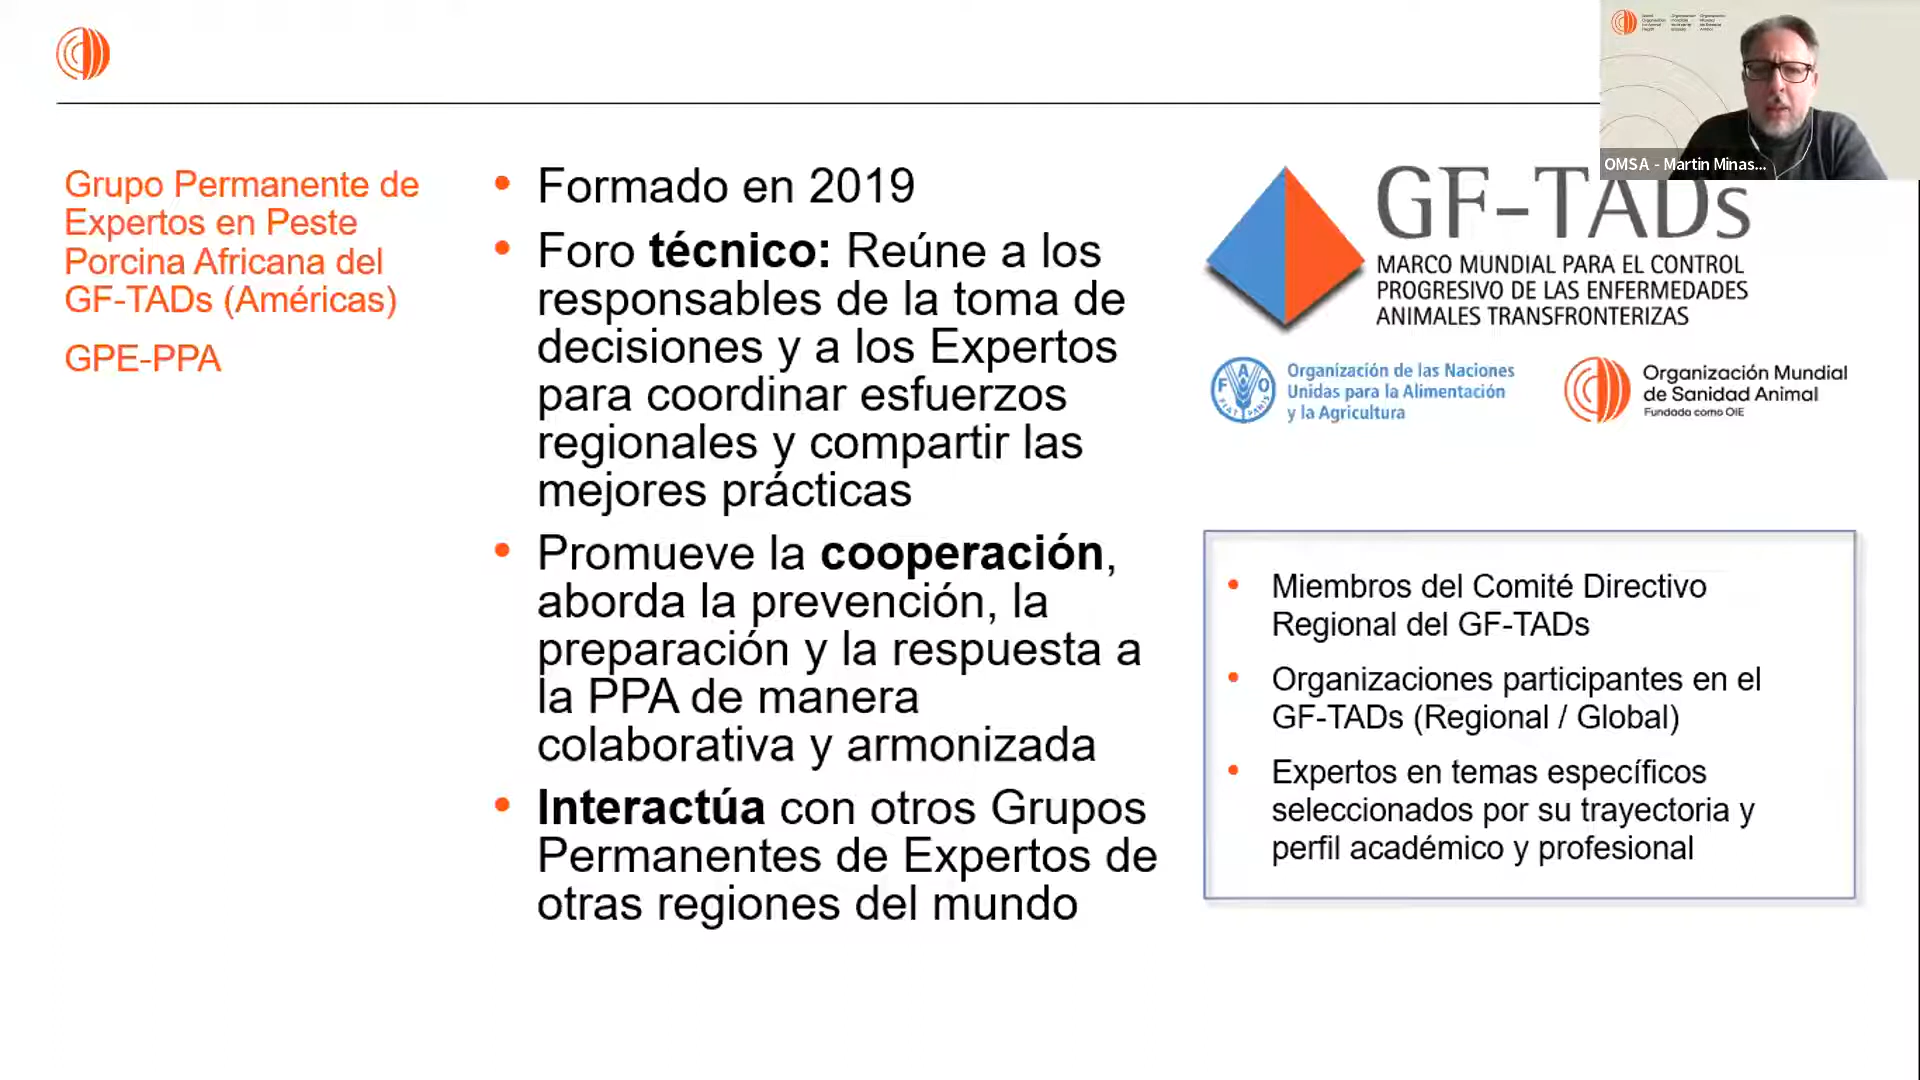 Grupo Permanente de
Expertos en Peste
Porcina Africana del
GF-TADs (Américas)
GPE-PPA
• Formado en 2019
• Foro técnico: Reúne a los
responsables de la toma de
decisiones y a los Expertos
para coordinar esfuerzos
regionales y compartir las
mejores prácticas
• Promueve la cooperación,
aborda la prevención, la
preparación y la respuesta a
la PPA de manera
colaborativa y armonizada
• Interactúa con otros Grupos
Permanentes de Expertos de
otras regiones del mundo
OMSA - Martin Minas...
GF-TADs
MARCO MUNDIAL PARA EL CONTROL
PROGRESIVO DE LAS ENFERMEDADES
ANIMALES TRANSFRONTERIZAS
FAO
FIAT PANIS
Organización de las Naciones
Unidas para la Alimentación
y la Agricultura
Organización Mundial
de Sanidad Animal
Fundada como OIE
• Miembros del Comité Directivo
Regional del GF-TADs
• Organizaciones participantes en el
GF-TADs (Regional / Global)
• Expertos en temas específicos
seleccionados por su trayectoria y
perfil académico y profesional